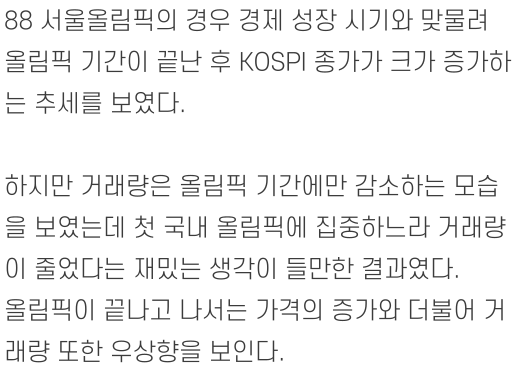 88 서울올림픽의 경우 경제 성장 시기와 맞물려
올림픽 기간이 끝난 후 KOSPI 종가가 크가 증가하
는 추세를 보였다.
하지만 거래량은 올림픽 기간에만 감소하는 모습
을 보였는데 첫 국내 올림픽에 집중하느라 거래량
이 줄었다는 재밌는 생각이 들만한 결과였다.
올림픽이 끝나고 나서는 가격의 증가와 더불어 거
래량 또한 우상향을 보인다.